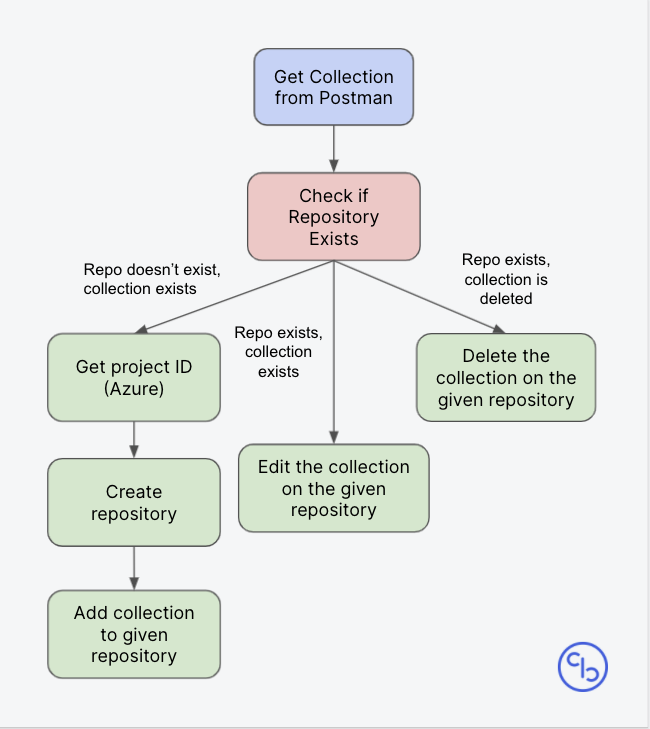 Get Collection
from Postman
Check if
Repository
Exists
Repo doesn't exist,
collection exists
Repo exists,
collection
exists
Repo exists,
collection is
deleted
Get project ID
(Azure)
Delete the
collection on the
given repository
Edit the collection
on the given
repository
Create
repository
Add collection
to given
repository